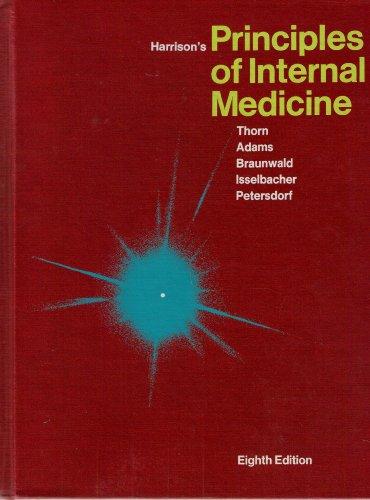 Harrison's
Principles
of Internal
Medicine
Thorn
Adams
Braunwald
Isselbacher
Petersdorf
Eighth Edition